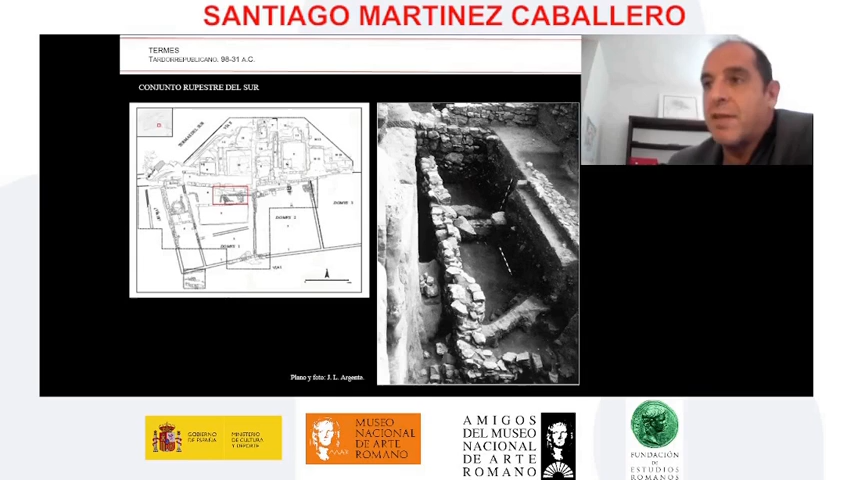 SANTIAGO MARTINEZ CABALLERO
TERMES
TARDORREPUBLICANO. 98-31 A.C.
CONJUNTO RUPESTRE DEL SUR
Plano y foto: J. L. Argente.
GOBIERNO
DE ESPAÑA
MINISTERIO
DE CULTURA
Y DEPORTE
MUSEO
NACIONAL
DE ARTE
ROMANO
AMIGOS
DEL MUSEO
NACIONAL
DE ARTE
ROMANO
FUNDACIÓN
DE
ESTUDIOS
ROMANOS